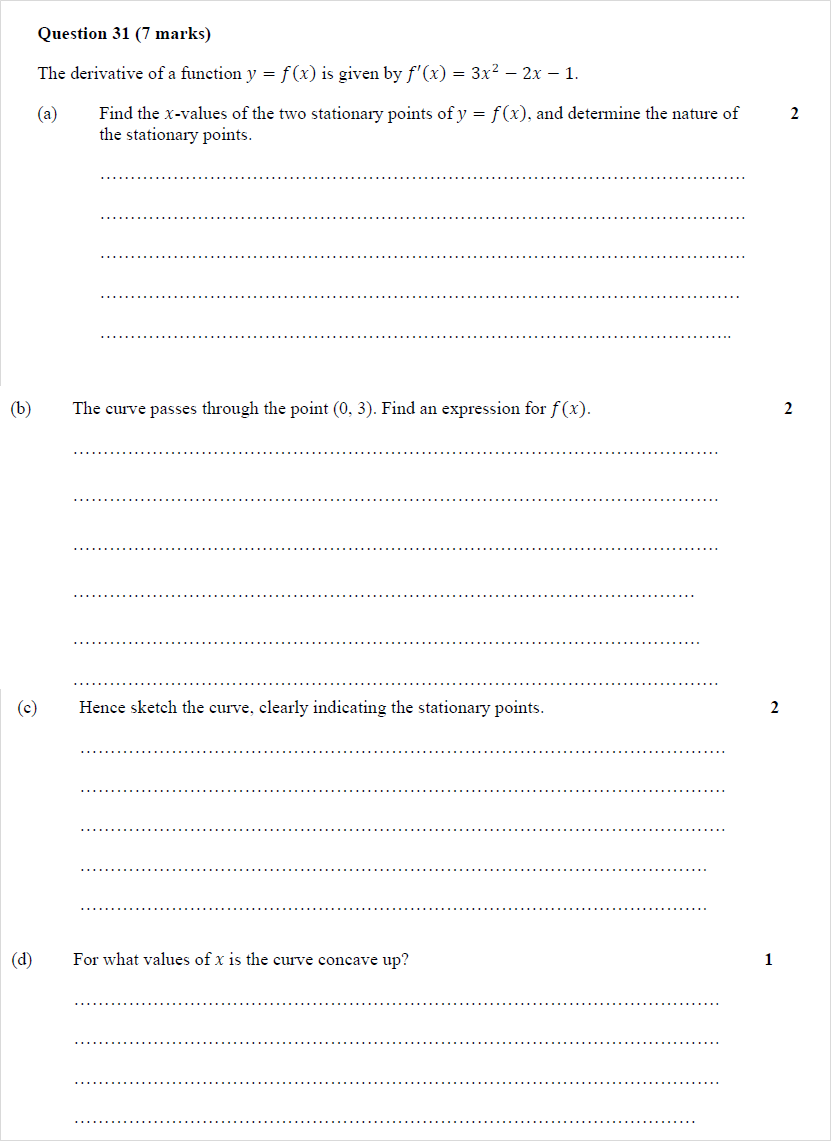 Question 31 (7 marks)
The derivative of a function y = f(x) is given by f′(x) = 3x² − 2x − 1.
(a) Find the x-values of the two stationary points of y = f(x), and determine the nature of 2
the stationary points.
……………………………………………………………………………………………
……………………………………………………………………………………………
……………………………………………………………………………………………
……………………………………………………………………………………………
…………………………………………………………………………………………..
(b) The curve passes through the point (0, 3). Find an expression for f(x). 2
……………………………………………………………………………………………
……………………………………………………………………………………………
……………………………………………………………………………………………
…………………………………………………………………………………………
…………………………………………………………………………………………
……………………………………………………………………………………………
(c) Hence sketch the curve, clearly indicating the stationary points. 2
……………………………………………………………………………………………
……………………………………………………………………………………………
……………………………………………………………………………………………
…………………………………………………………………………………………
…………………………………………………………………………………………
(d) For what values of x is the curve concave up? 1
……………………………………………………………………………………………
……………………………………………………………………………………………
……………………………………………………………………………………………
…………………………………………………………………………………………